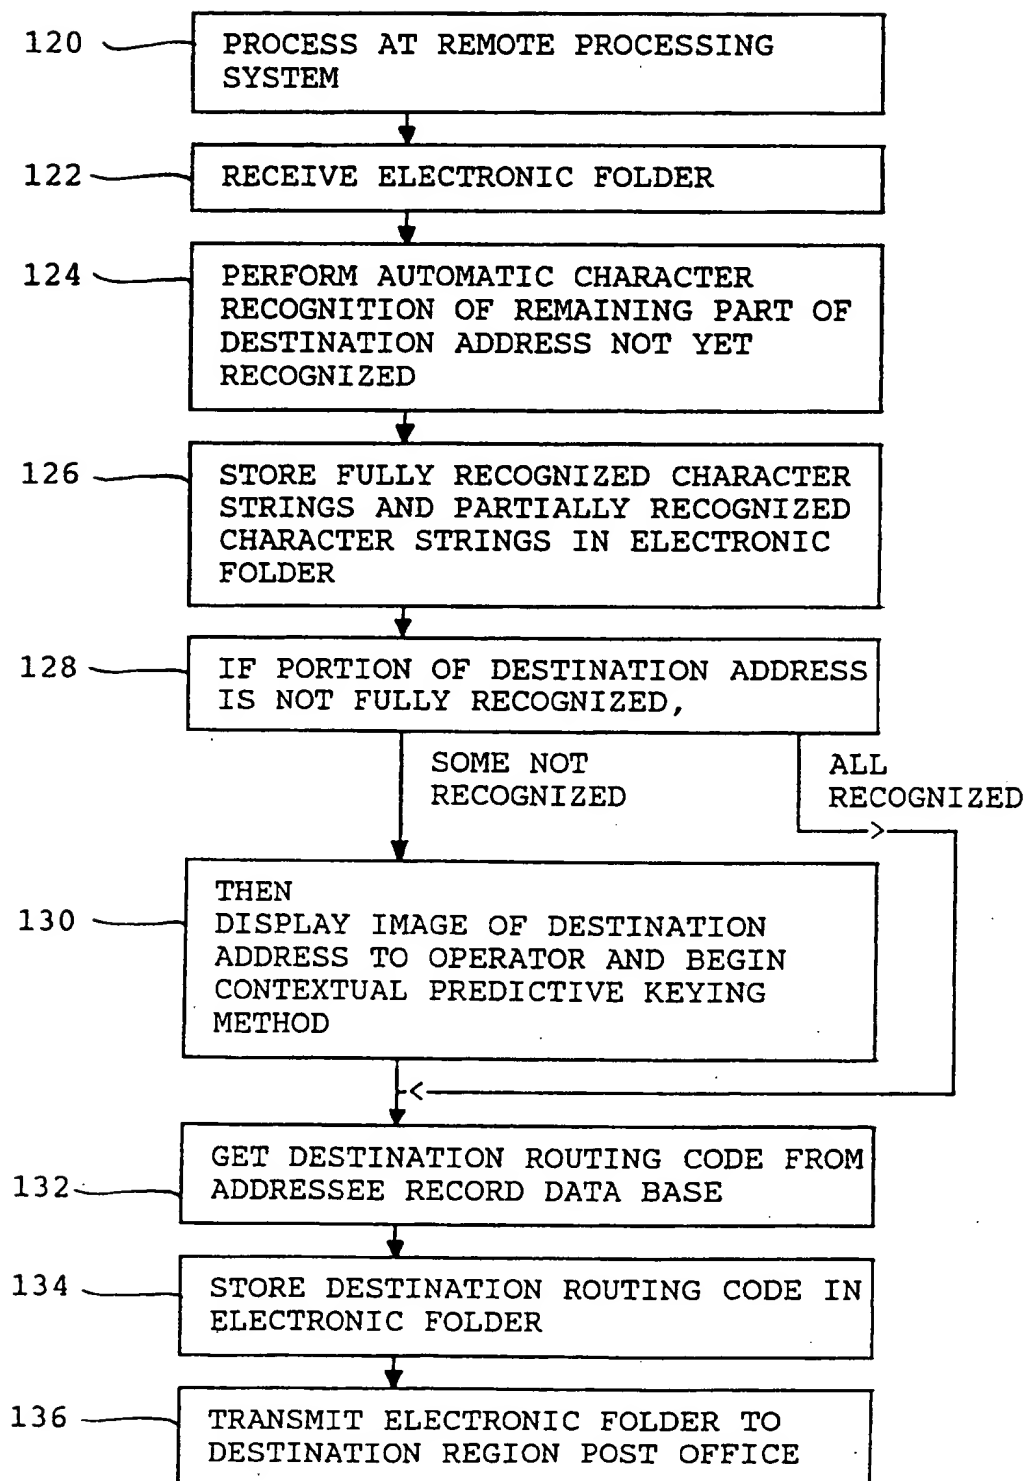 120
PROCESS AT REMOTE PROCESSING
SYSTEM
122
RECEIVE ELECTRONIC FOLDER
124
PERFORM AUTOMATIC CHARACTER
RECOGNITION OF REMAINING PART OF
DESTINATION ADDRESS NOT YET
RECOGNIZED
126
STORE FULLY RECOGNIZED CHARACTER
STRINGS AND PARTIALLY RECOGNIZED
CHARACTER STRINGS IN ELECTRONIC
FOLDER
128
IF PORTION OF DESTINATION ADDRESS
IS NOT FULLY RECOGNIZED,
SOME NOT
RECOGNIZED
ALL
RECOGNIZED
130
THEN
DISPLAY IMAGE OF DESTINATION
ADDRESS TO OPERATOR AND BEGIN
CONTEXTUAL PREDICTIVE KEYING
METHOD
132
GET DESTINATION ROUTING CODE FROM
ADDRESSEE RECORD DATA BASE
134
STORE DESTINATION ROUTING CODE IN
ELECTRONIC FOLDER
136
TRANSMIT ELECTRONIC FOLDER TO
DESTINATION REGION POST OFFICE